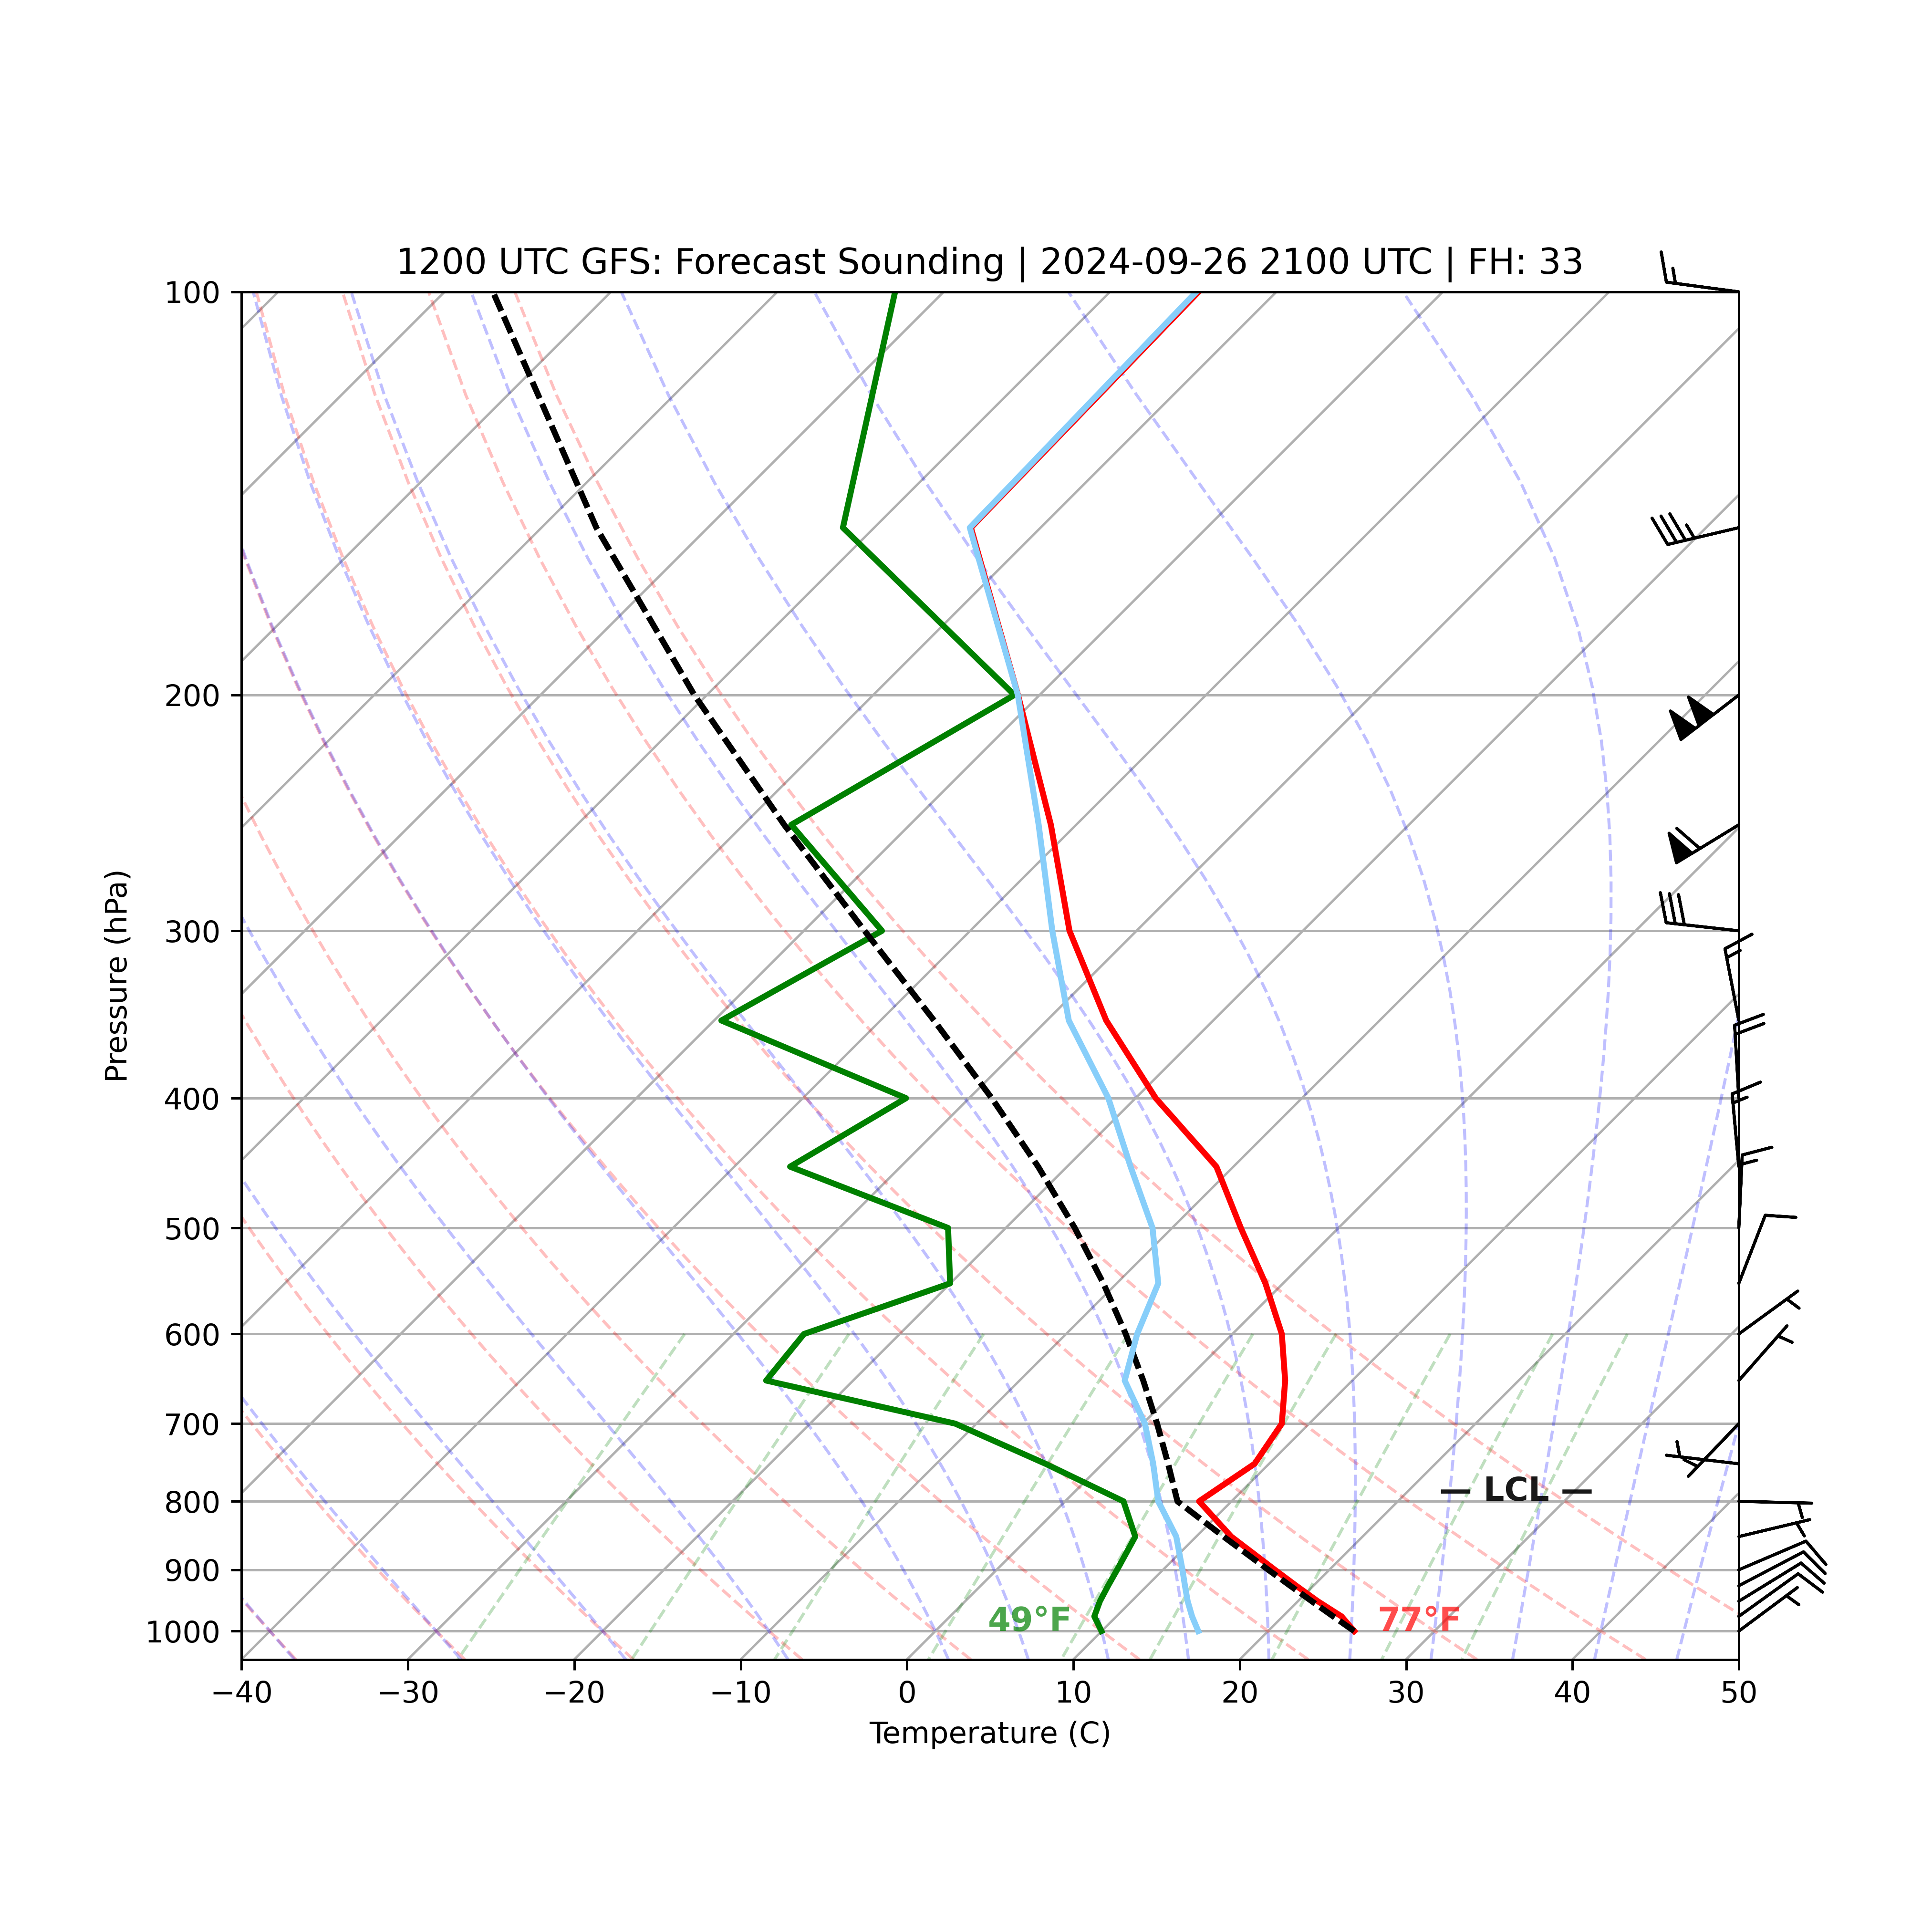 1200 UTC GFS: Forecast Sounding | 2024-09-26 2100 UTC | FH: 33
100
200
300
400
500
600
700
800
900
1000
Pressure (hPa)
— LCL —
49°F
77°F
−40 −30 −20 −10 0 10 20 30 40 50
Temperature (C)